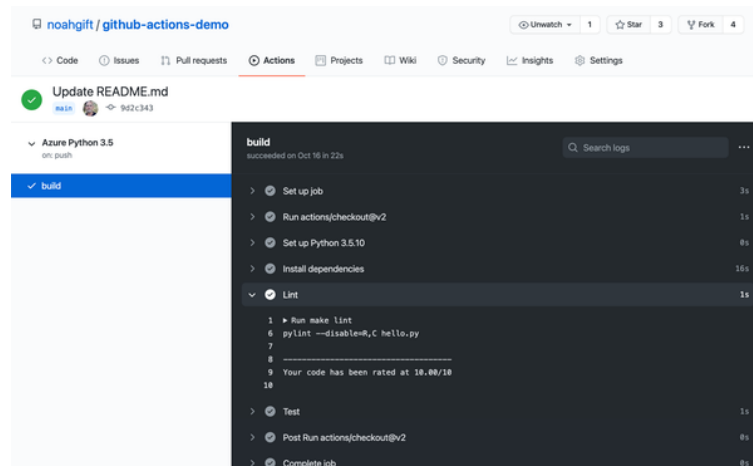 noahgift / github-actions-demo
Unwatch 1 Star 3 Fork 4
Code Issues Pull requests Actions Projects Wiki Security Insights Settings
Update README.md
main 9d2c343
Azure Python 3.5
on: push
build
build
succeeded on Oct 16 in 22s
Search logs
Set up job 3s
Run actions/checkout@v2 1s
Set up Python 3.5.10 0s
Install dependencies 16s
Lint 1s
1 Run make lint
6 pylint --disable=R,C hello.py
7
8 ------------------------------------
9 Your code has been rated at 10.00/10
10
Test 1s
Post Run actions/checkout@v2 0s
Complete job 0s